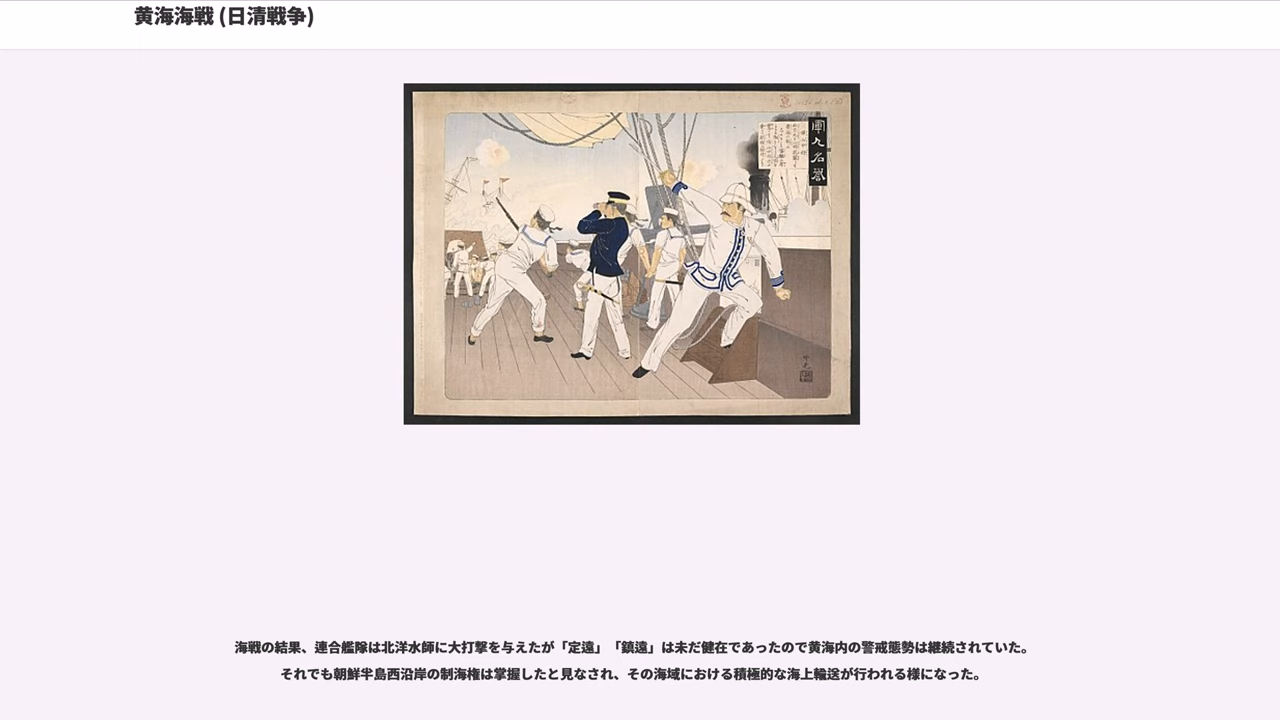 黄海海戦 (日清戦争)
軍人名誉
海戦の結果、連合艦隊は北洋水師に大打撃を与えたが「定遠」「鎮遠」は未だ健在であったので黄海内の警戒態勢は継続されていた。
それでも朝鮮半島西沿岸の制海権は掌握したと見なされ、その海域における積極的な海上輸送が行われる様になった。